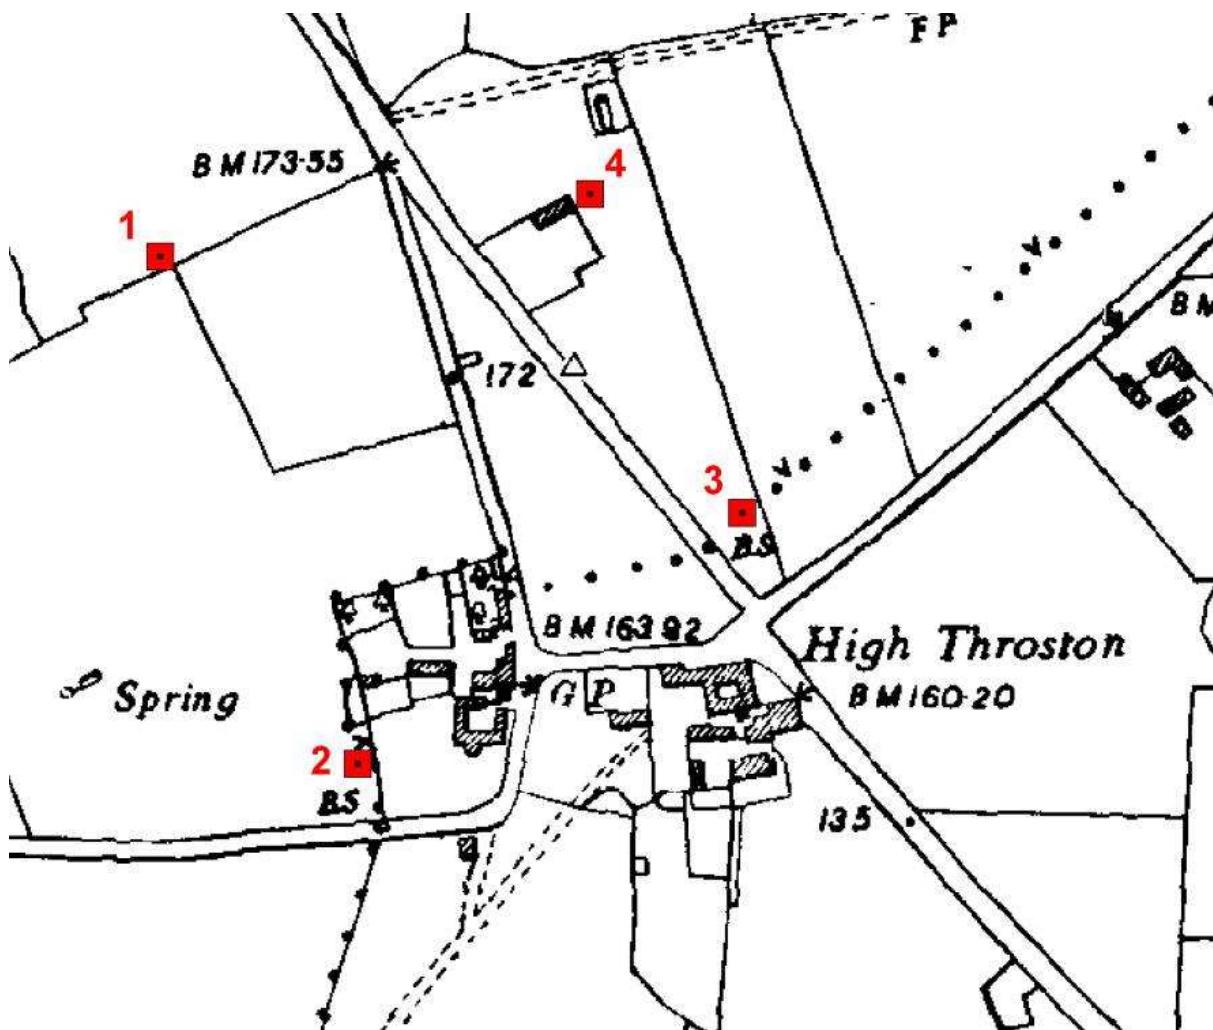 F P
B M 173·55
4
1
172
B M
3
B.S
B M 163·92
High Throston
B M 160·20
Spring
G P
2
B.S
135